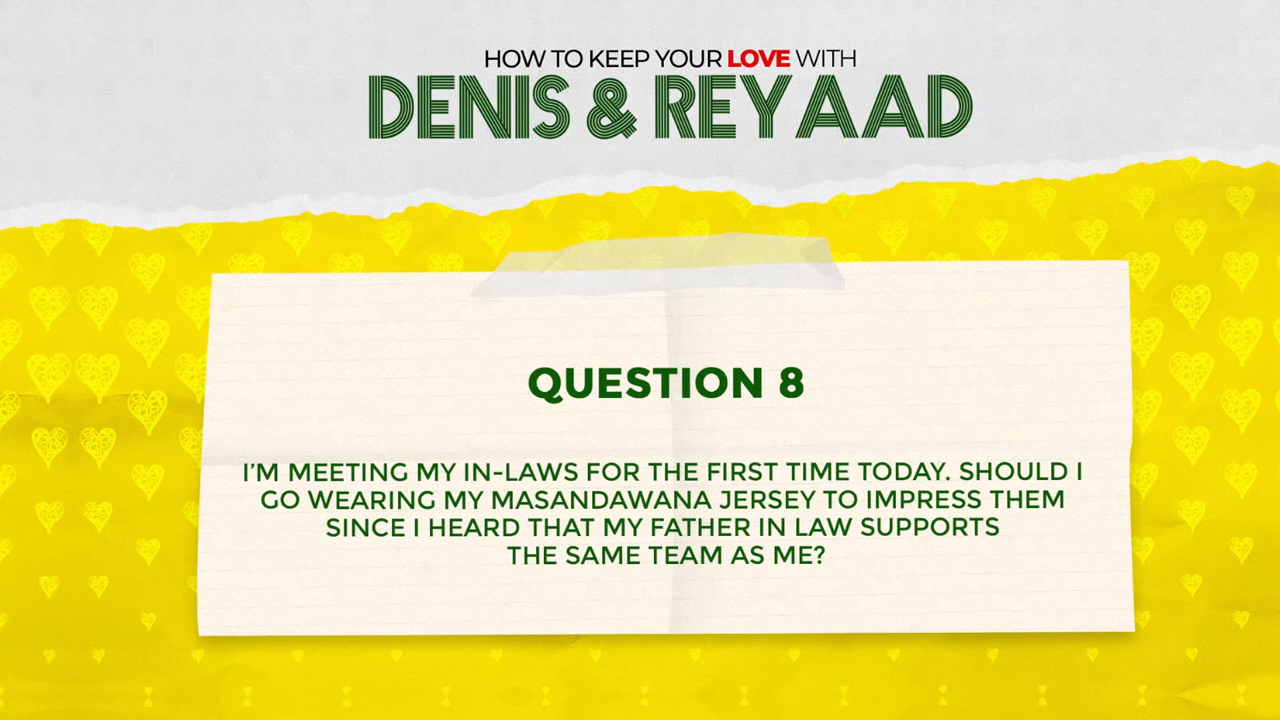 HOW TO KEEP YOUR LOVE WITH
DENIS & REYAAD
QUESTION 8
I'M MEETING MY IN-LAWS FOR THE FIRST TIME TODAY. SHOULD I
GO WEARING MY MASANDAWANA JERSEY TO IMPRESS THEM
SINCE I HEARD THAT MY FATHER IN LAW SUPPORTS
THE SAME TEAM AS ME?